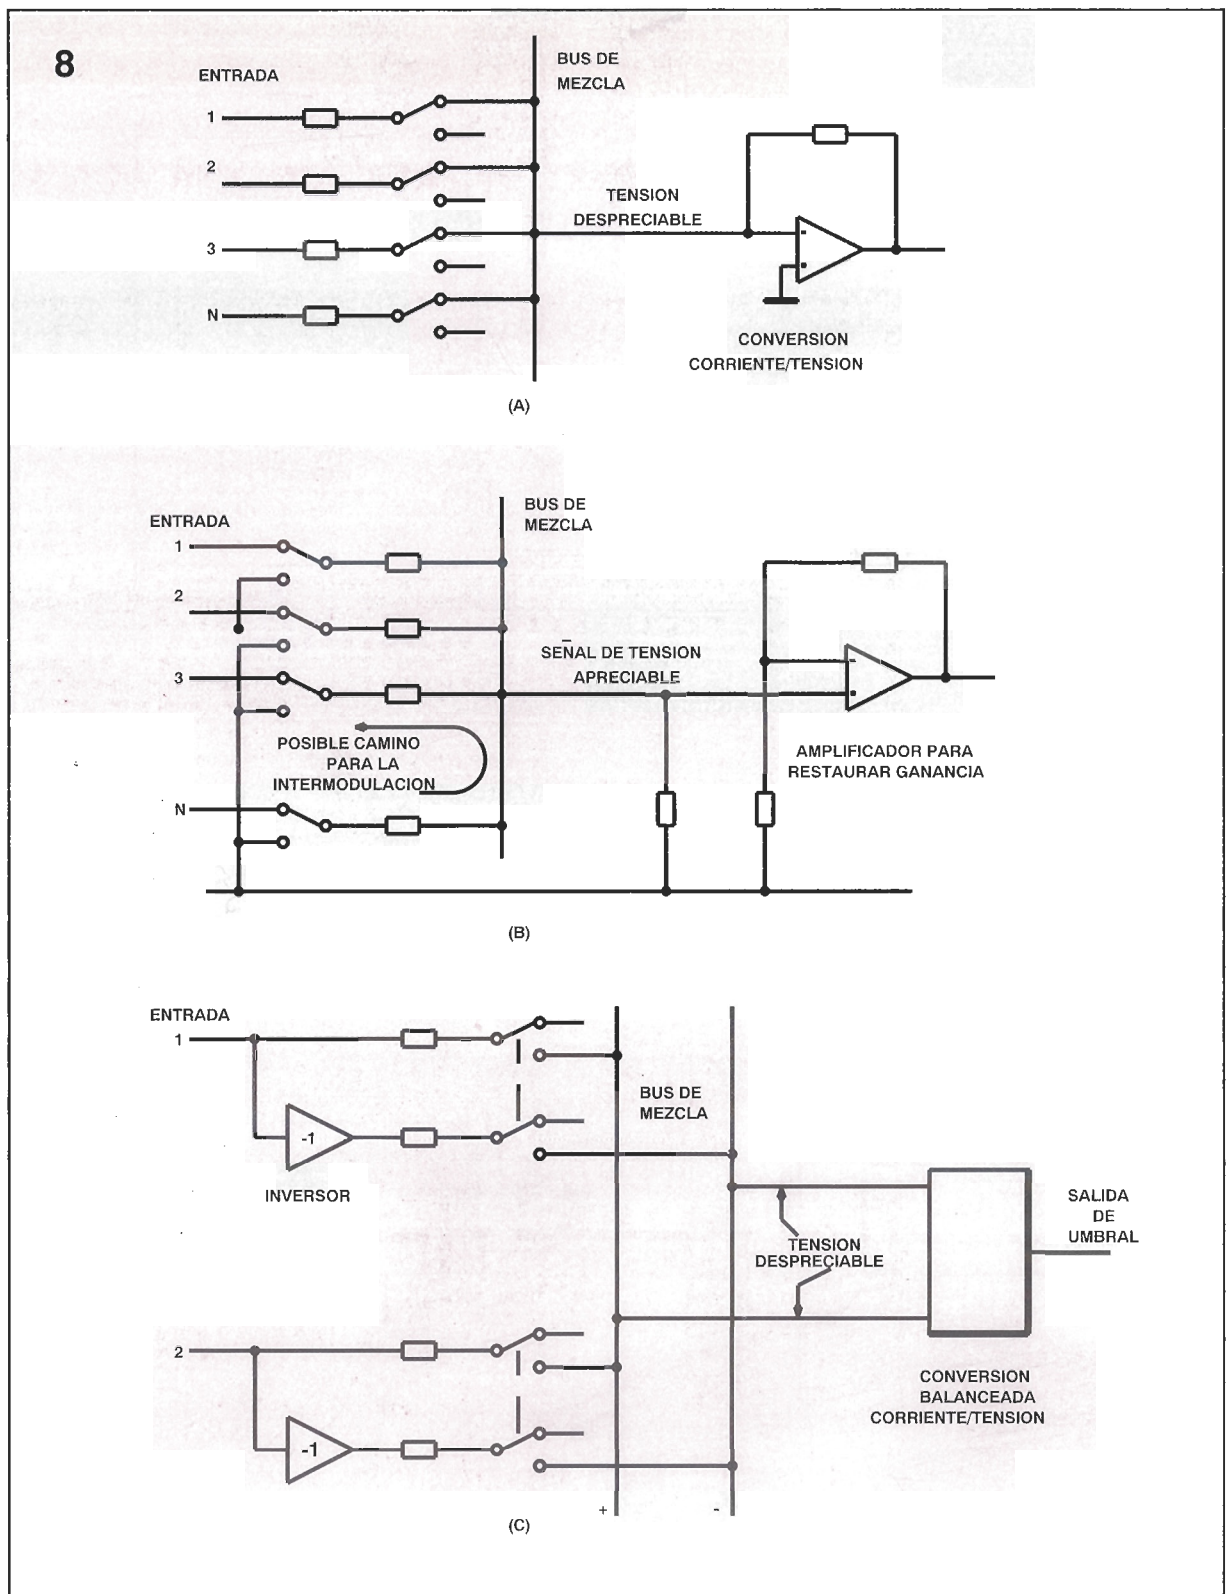 8
ENTRADA
BUS DE
MEZCLA
1
2
3
N
TENSION
DESPRECIABLE
-
CONVERSION
CORRIENTE/TENSION
(A)
ENTRADA
BUS DE
MEZCLA
1
2
3
N
SEÑAL DE TENSION
APRECIABLE
-
POSIBLE CAMINO
PARA LA
INTERMODULACION
AMPLIFICADOR PARA
RESTAURAR GANANCIA
(B)
ENTRADA
1
-1
INVERSOR
BUS DE
MEZCLA
TENSION
DESPRECIABLE
SALIDA
DE
UMBRAL
2
-1
CONVERSION
BALANCEADA
CORRIENTE/TENSION
+
-
(C)